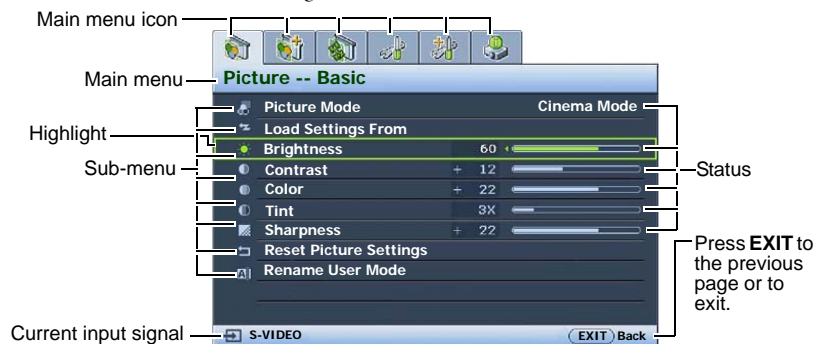 Main menu icon
Main menu
Picture -- Basic
Picture Mode Cinema Mode
Load Settings From
Highlight
Brightness 60
Sub-menu
Contrast + 12
Status
Color + 22
Tint 3X
Sharpness + 22
Reset Picture Settings
Rename User Mode
Press EXIT to
the previous
page or to
exit.
Current input signal
S-VIDEO
EXIT Back